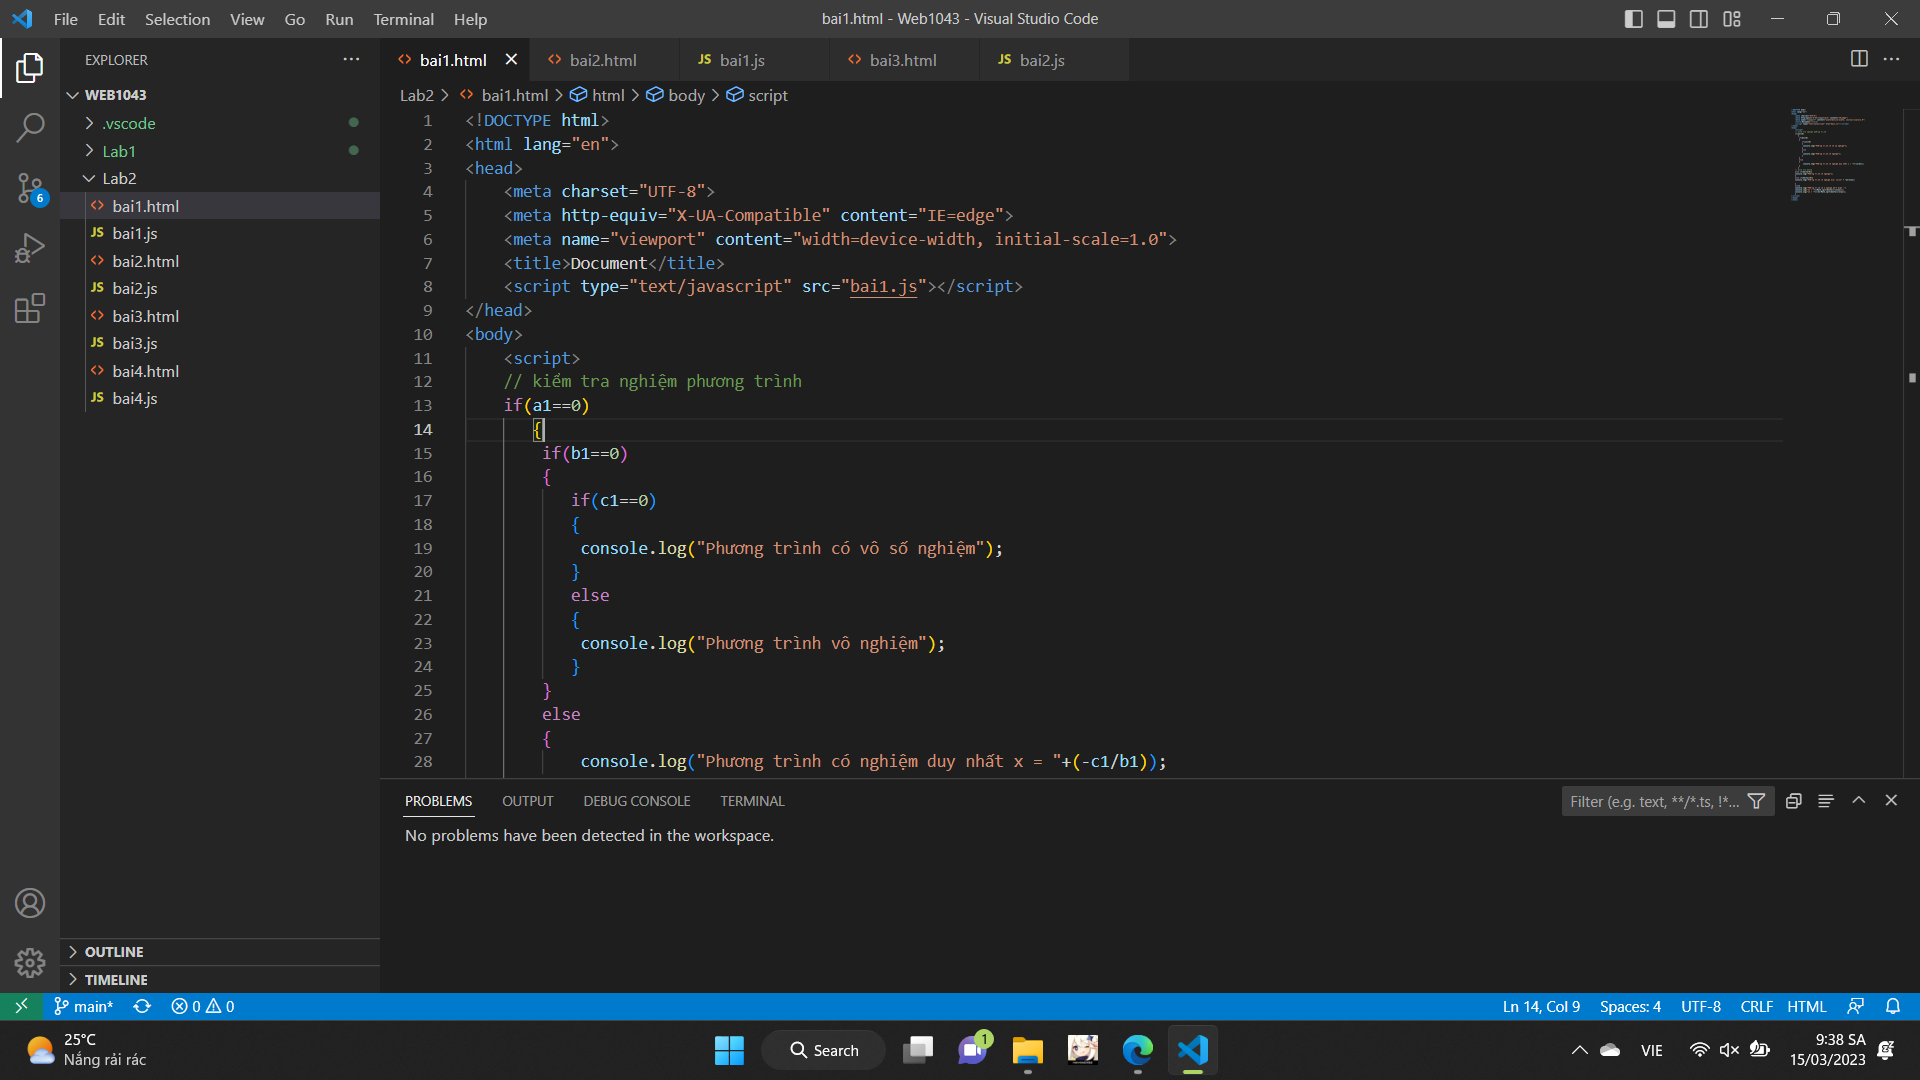 File Edit Selection View Go Run Terminal Help
bai1.html - Web1043 - Visual Studio Code
EXPLORER
WEB1043
.vscode
Lab1
Lab2
bai1.html
JS bai1.js
bai2.html
JS bai2.js
bai3.html
JS bai3.js
bai4.html
JS bai4.js
OUTLINE
TIMELINE
6
bai1.html bai2.html JS bai1.js bai3.html JS bai2.js
Lab2 > bai1.html > html > body > script
1 <!DOCTYPE html>
2 <html lang="en">
3 <head>
4 <meta charset="UTF-8">
5 <meta http-equiv="X-UA-Compatible" content="IE=edge">
6 <meta name="viewport" content="width=device-width, initial-scale=1.0">
7 <title>Document</title>
8 <script type="text/javascript" src="bai1.js"></script>
9 </head>
10 <body>
11 <script>
12 // kiểm tra nghiệm phương trình
13 if(a1==0)
14 {
15 if(b1==0)
16 {
17 if(c1==0)
18 {
19 console.log("Phương trình có vô số nghiệm");
20 }
21 else
22 {
23 console.log("Phương trình vô nghiệm");
24 }
25 }
26 else
27 {
28 console.log("Phương trình có nghiệm duy nhất x = "+(-c1/b1));
PROBLEMS OUTPUT DEBUG CONSOLE TERMINAL
Filter (e.g. text, **/*.ts, !*...
No problems have been detected in the workspace.
main* 0 0
Ln 14, Col 9 Spaces: 4 UTF-8 CRLF HTML
25°C
Nắng rải rác
Search
1
VIE
9:38 SA
15/03/2023